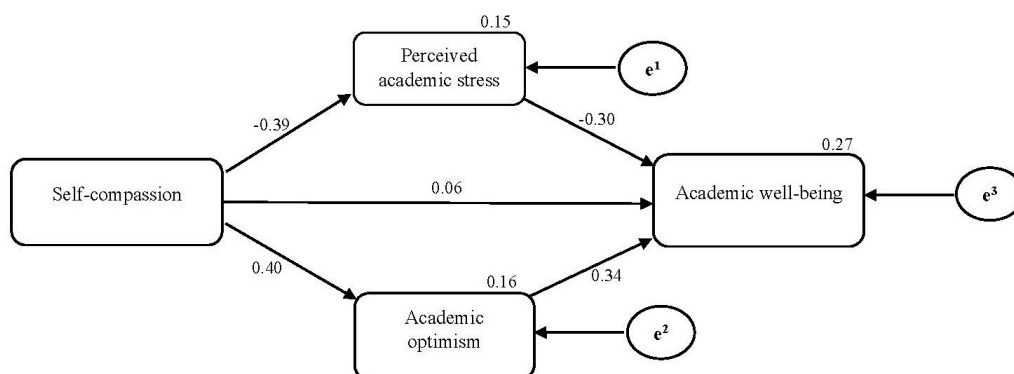 0.15
Perceived
academic stress
e¹
-0.39
-0.30
0.27
Self-compassion
0.06
Academic well-being
e³
0.40
0.16
0.34
Academic
optimism
e²